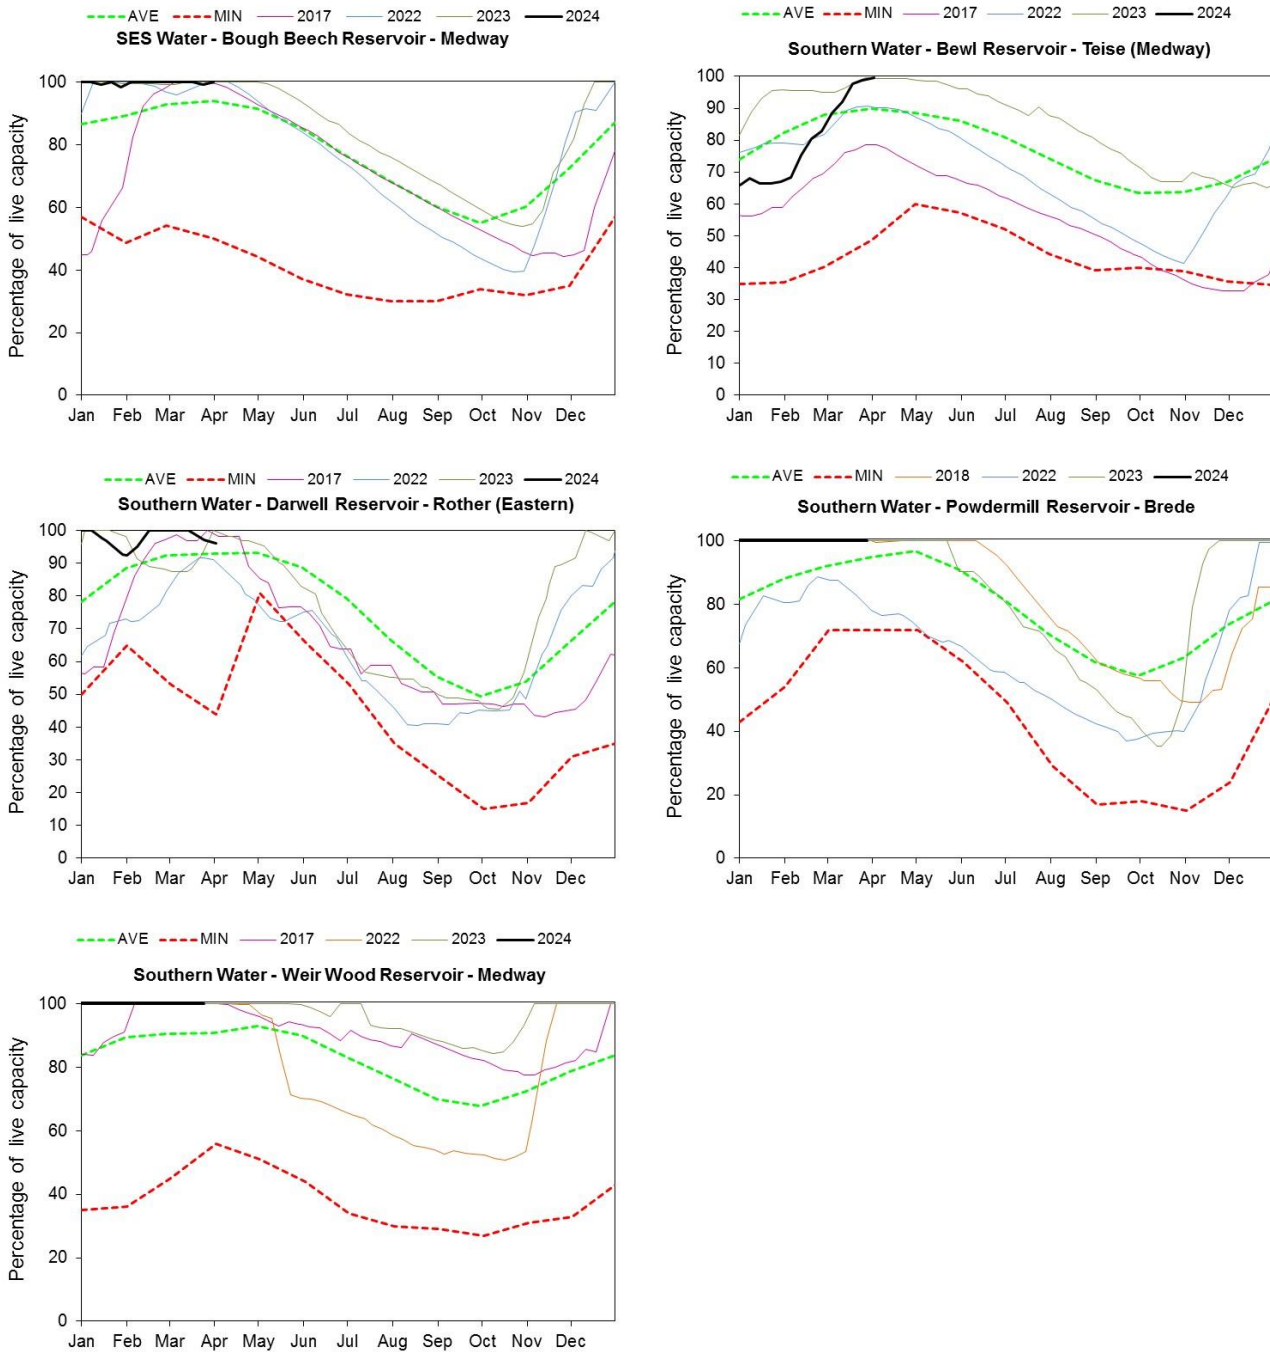 AVE MIN 2017 2022 2023 2024
SES Water - Bough Beech Reservoir - Medway
Percentage of live capacity
100
80
60
40
20
0
Jan Feb Mar Apr May Jun Jul Aug Sep Oct Nov Dec
AVE MIN 2017 2022 2023 2024
Southern Water - Bewl Reservoir - Teise (Medway)
Percentage of live capacity
100
90
80
70
60
50
40
30
20
10
0
Jan Feb Mar Apr May Jun Jul Aug Sep Oct Nov Dec
AVE MIN 2017 2022 2023 2024
Southern Water - Darwell Reservoir - Rother (Eastern)
Percentage of live capacity
100
90
80
70
60
50
40
30
20
10
0
Jan Feb Mar Apr May Jun Jul Aug Sep Oct Nov Dec
AVE MIN 2018 2022 2023 2024
Southern Water - Powdermill Reservoir - Brede
Percentage of live capacity
100
80
60
40
20
0
Jan Feb Mar Apr May Jun Jul Aug Sep Oct Nov Dec
AVE MIN 2017 2022 2023 2024
Southern Water - Weir Wood Reservoir - Medway
Percentage of live capacity
100
80
60
40
20
0
Jan Feb Mar Apr May Jun Jul Aug Sep Oct Nov Dec